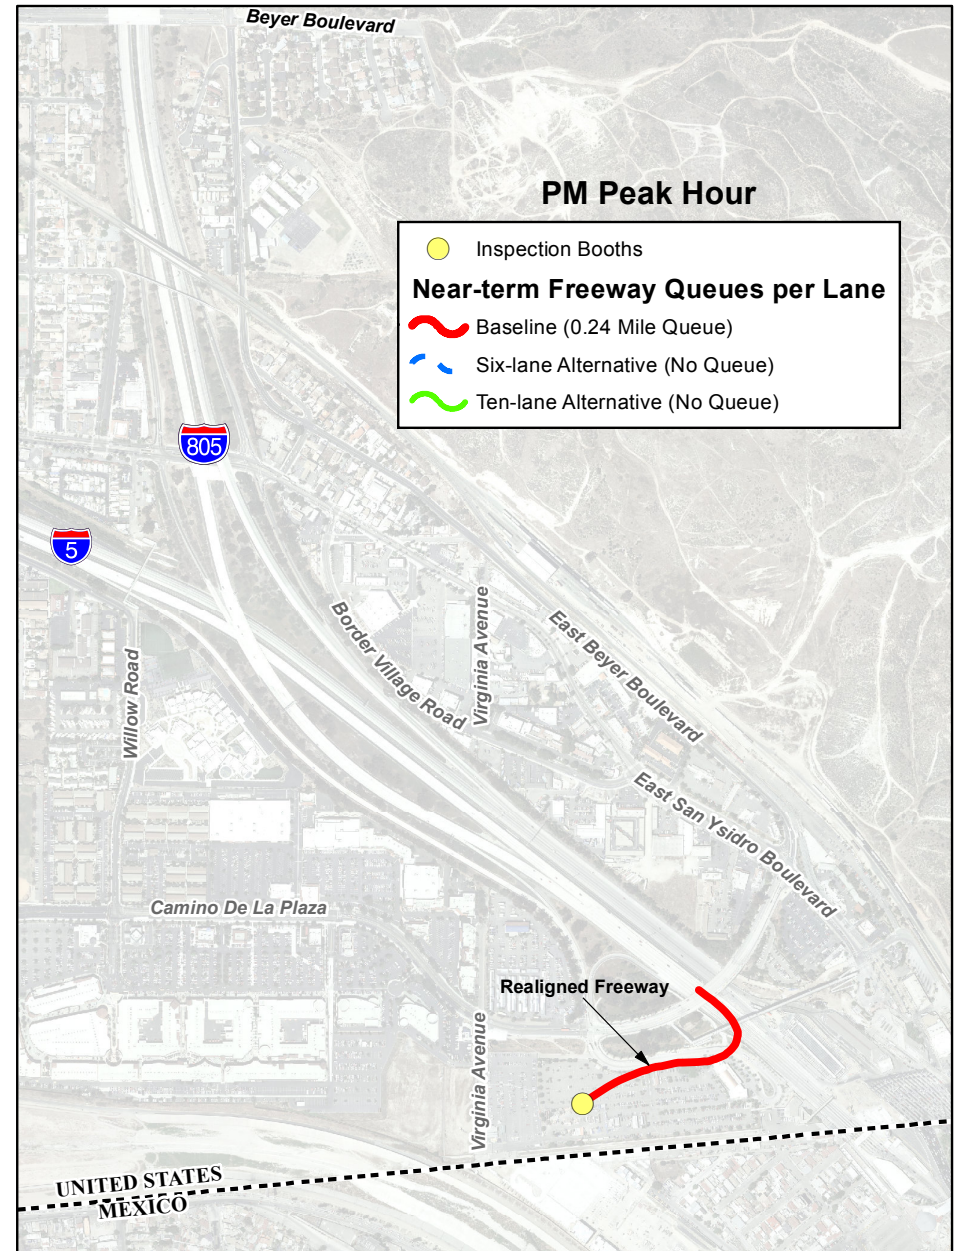 Beyer Boulevard
PM Peak Hour
Inspection Booths
Near-term Freeway Queues per Lane
Baseline (0.24 Mile Queue)
Six-lane Alternative (No Queue)
Ten-lane Alternative (No Queue)
805
5
Border Village Road
Virginia Avenue
East Beyer Boulevard
Willow Road
East San Ysidro Boulevard
Camino De La Plaza
Realigned Freeway
Virginia Avenue
UNITED STATES
MEXICO